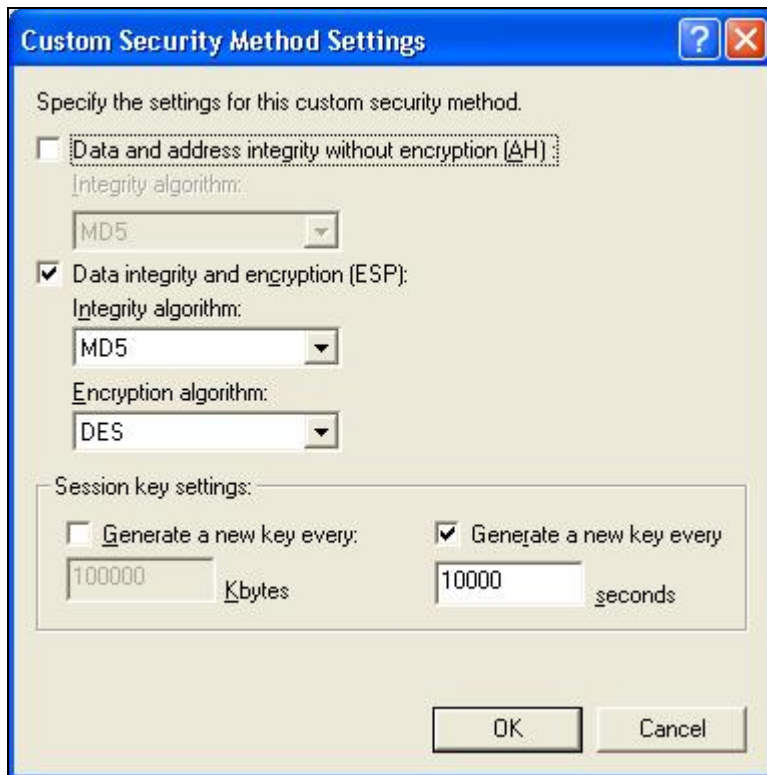 Custom Security Method Settings
Specify the settings for this custom security method.
Data and address integrity without encryption (AH) :
Integrity algorithm:
MD5
Data integrity and encryption (ESP):
Integrity algorithm:
MD5
Encryption algorithm:
DES
Session key settings:
Generate a new key every:
100000 Kbytes
Generate a new key every
10000 seconds
OK Cancel